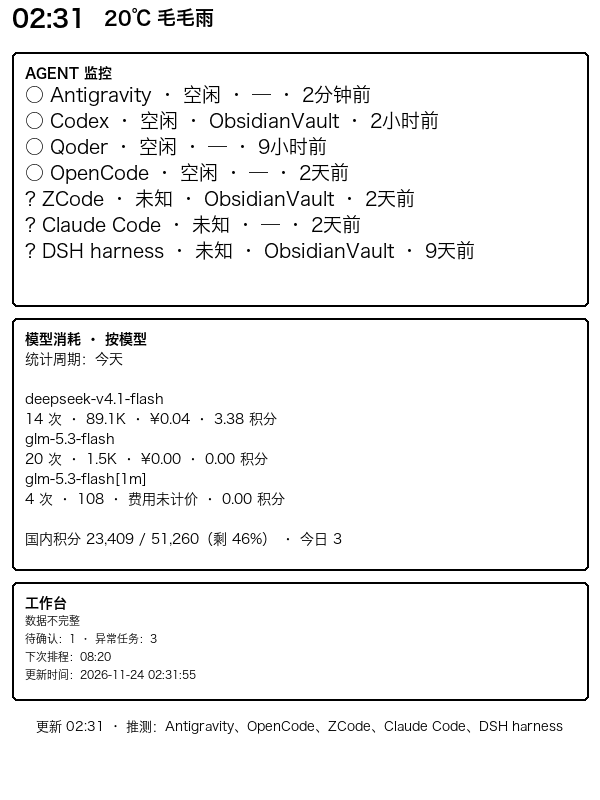 02:31 20℃ 毛毛雨
AGENT 监控
○ Antigravity · 空闲 · — · 2分钟前
○ Codex · 空闲 · ObsidianVault · 2小时前
○ Qoder · 空闲 · — · 9小时前
○ OpenCode · 空闲 · — · 2天前
? ZCode · 未知 · ObsidianVault · 2天前
? Claude Code · 未知 · — · 2天前
? DSH harness · 未知 · ObsidianVault · 9天前
模型消耗 · 按模型
统计周期：今天
deepseek-v4.1-flash
14 次 · 89.1K · ¥0.04 · 3.38 积分
glm-5.3-flash
20 次 · 1.5K · ¥0.00 · 0.00 积分
glm-5.3-flash[1m]
4 次 · 108 · 费用未计价 · 0.00 积分
国内积分 23,409 / 51,260（剩 46%） · 今日 3
工作台
数据不完整
待确认：1 · 异常任务：3
下次排程：08:20
更新时间：2026-11-24 02:31:55
更新 02:31 · 推测：Antigravity、OpenCode、ZCode、Claude Code、DSH harness